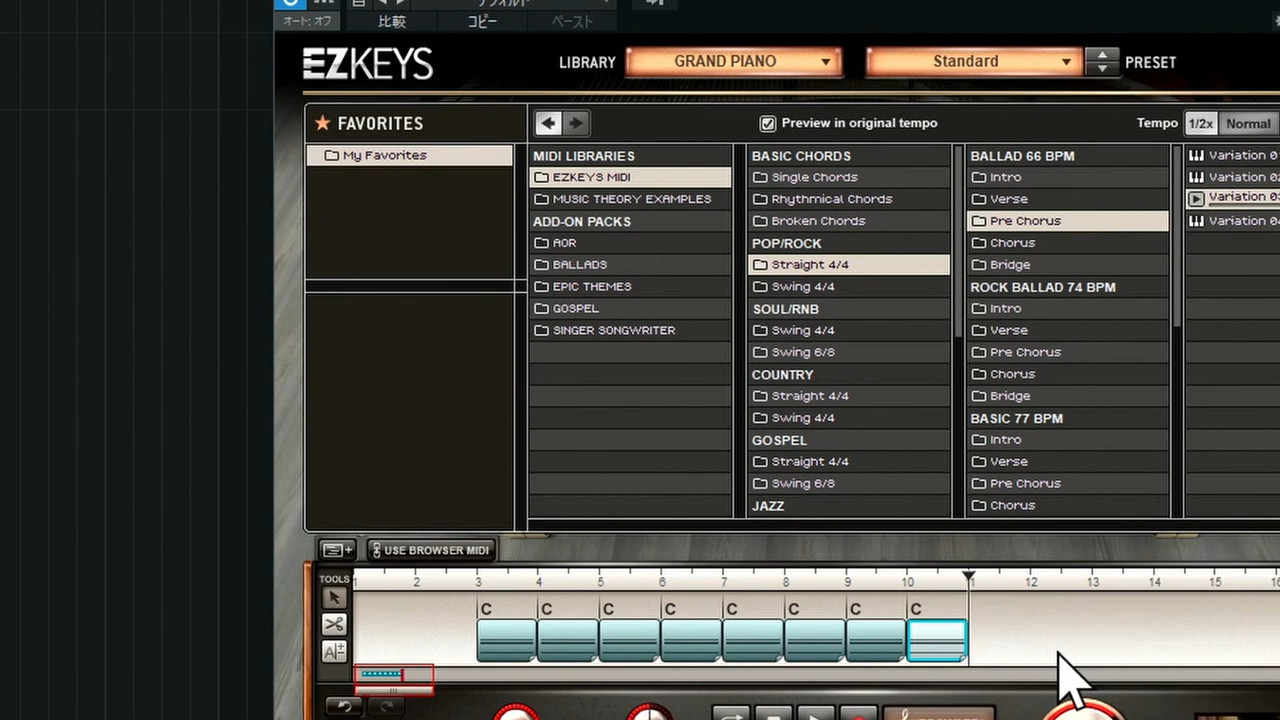 オート: オフ 比較 コピー ペースト
EZKEYS LIBRARY GRAND PIANO Standard PRESET
FAVORITES Preview in original tempo Tempo 1/2x Normal
My Favorites
MIDI LIBRARIES
EZKEYS MIDI
MUSIC THEORY EXAMPLES
ADD-ON PACKS
AOR
BALLADS
EPIC THEMES
GOSPEL
SINGER SONGWRITER
BASIC CHORDS
Single Chords
Rhythmical Chords
Broken Chords
POP/ROCK
Straight 4/4
Swing 4/4
SOUL/RNB
Swing 4/4
Swing 6/8
COUNTRY
Straight 4/4
Swing 4/4
GOSPEL
Straight 4/4
Swing 6/8
JAZZ
BALLAD 66 BPM
Intro
Verse
Pre Chorus
Chorus
Bridge
ROCK BALLAD 74 BPM
Intro
Verse
Pre Chorus
Chorus
Bridge
BASIC 77 BPM
Intro
Verse
Pre Chorus
Chorus
Variation
Variation
Variation
Variation
USE BROWSER MIDI
TOOLS 1 2 3 4 5 6 7 8 9 10 12 13 14 15
C C C C C C C C